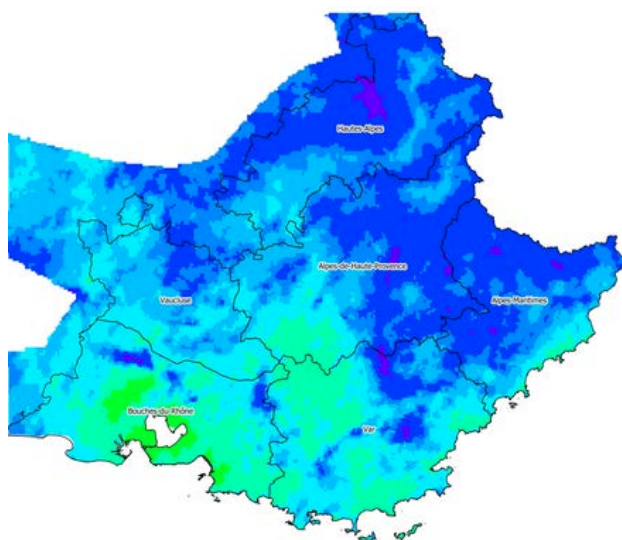 Hautes-Alpes
Alpes-de-Haute-Provence
Vaucluse
Alpes-Maritimes
Bouches-du-Rhône
Var